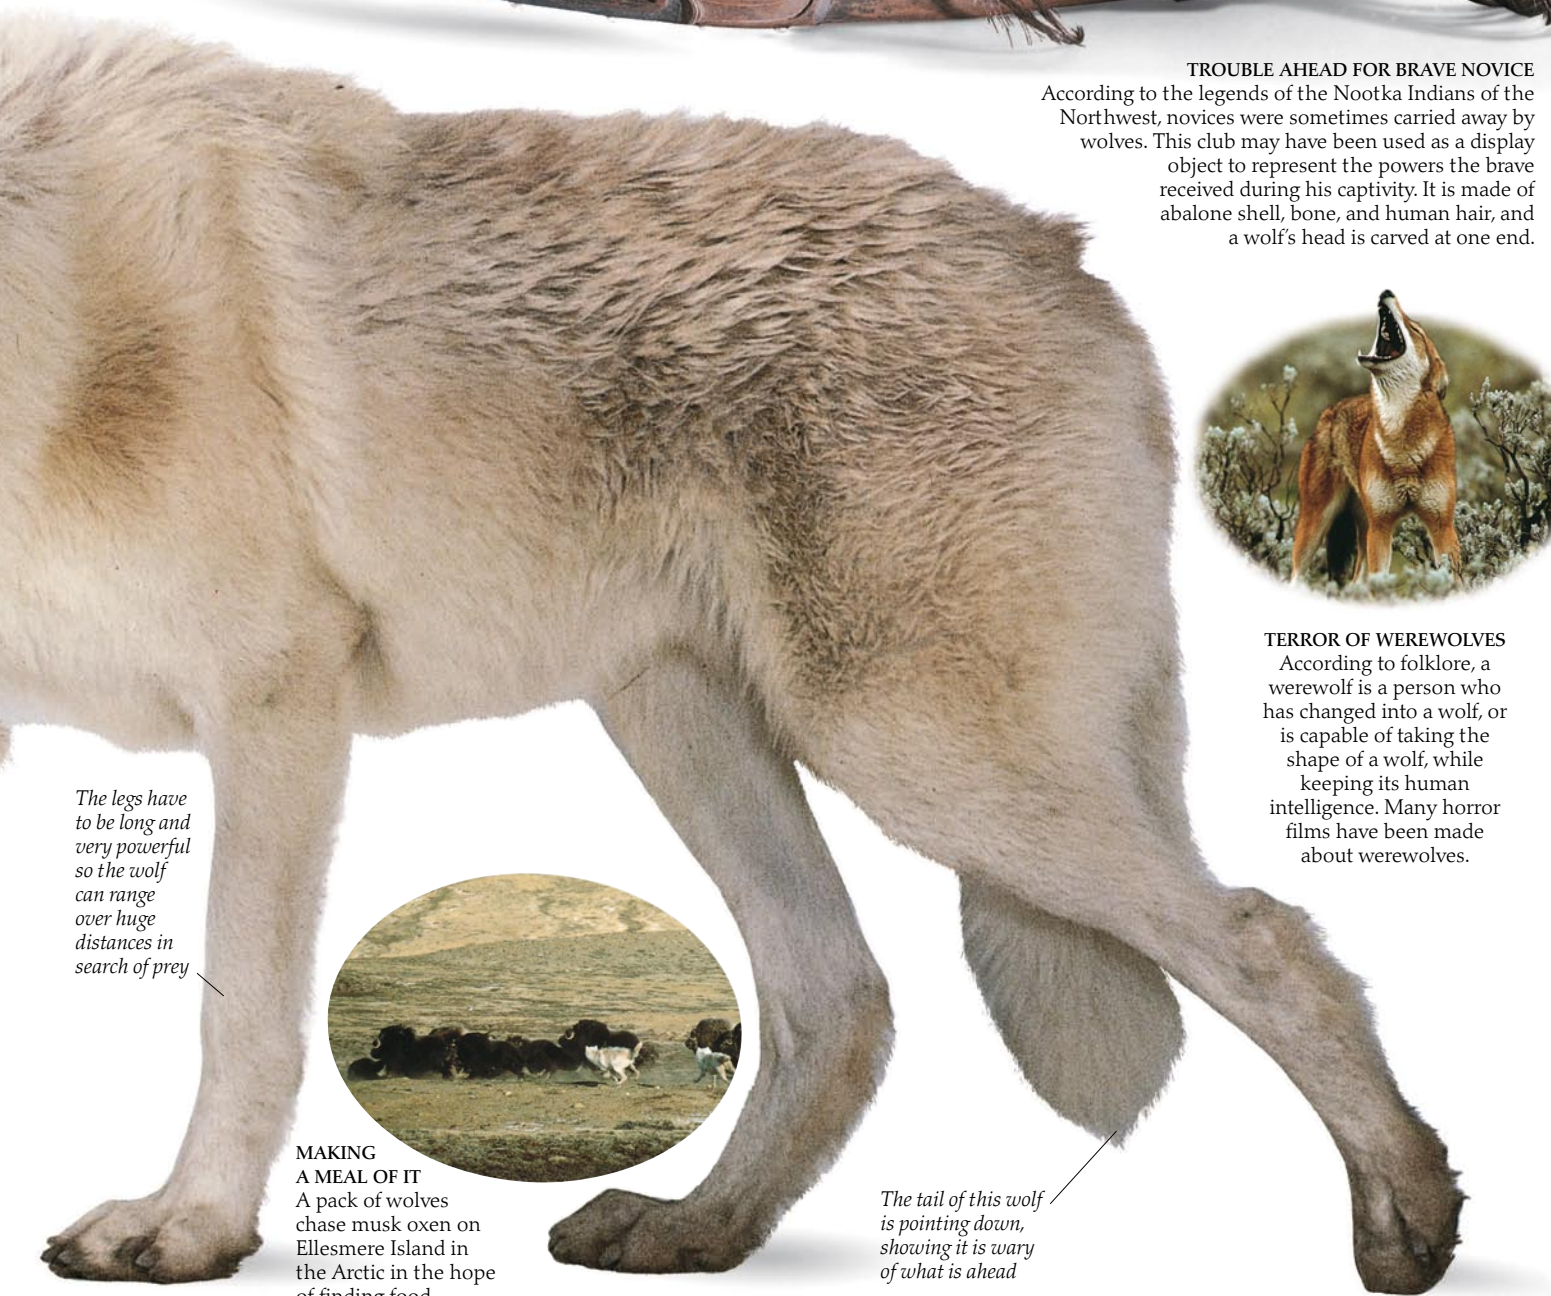 TROUBLE AHEAD FOR BRAVE NOVICE
According to the legends of the Nootka Indians of the
Northwest, novices were sometimes carried away by
wolves. This club may have been used as a display
object to represent the powers the brave
received during his captivity. It is made of
abalone shell, bone, and human hair, and
a wolf's head is carved at one end.
TERROR OF WEREWOLVES
According to folklore, a
werewolf is a person who
has changed into a wolf, or
is capable of taking the
shape of a wolf, while
keeping its human
intelligence. Many horror
films have been made
about werewolves.
The legs have
to be long and
very powerful
so the wolf
can range
over huge
distances in
search of prey
MAKING
A MEAL OF IT
A pack of wolves
chase musk oxen on
Ellesmere Island in
the Arctic in the hope
of finding food
The tail of this wolf
is pointing down,
showing it is wary
of what is ahead